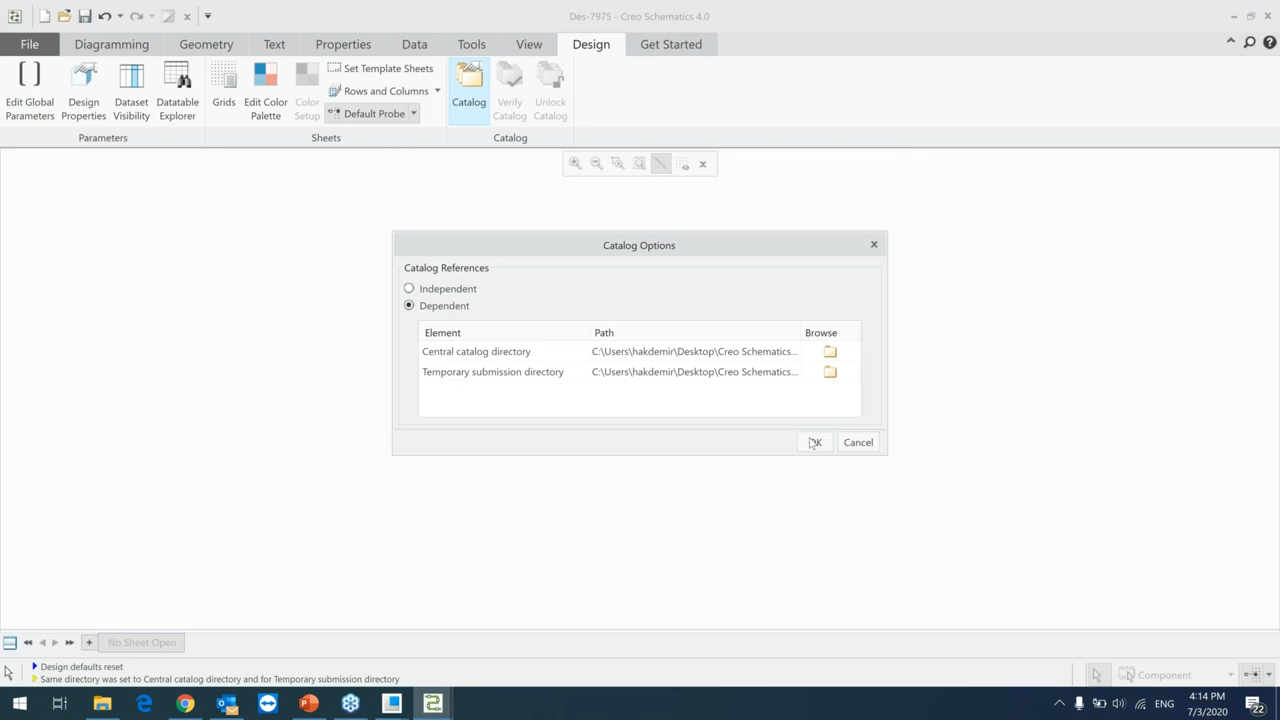 Des-7975 - Creo Schematics 4.0
File Diagramming Geometry Text Properties Data Tools View Design Get Started
Edit Global Parameters
Design Properties
Dataset Visibility
Datatable Explorer
Parameters
Grids
Edit Color Palette
Color Setup
Set Template Sheets
Rows and Columns
Default Probe
Sheets
Catalog
Verify Catalog
Unlock Catalog
Catalog
Catalog Options
Catalog References
Independent
Dependent
Element Path Browse
Central catalog directory C:\Users\hakdemir\Desktop\Creo Schematics...
Temporary submission directory C:\Users\hakdemir\Desktop\Creo Schematics...
OK Cancel
No Sheet Open
Design defaults reset
Same directory was set to Central catalog directory and for Temporary submission directory
Component
ENG
4:14 PM
7/3/2020
22